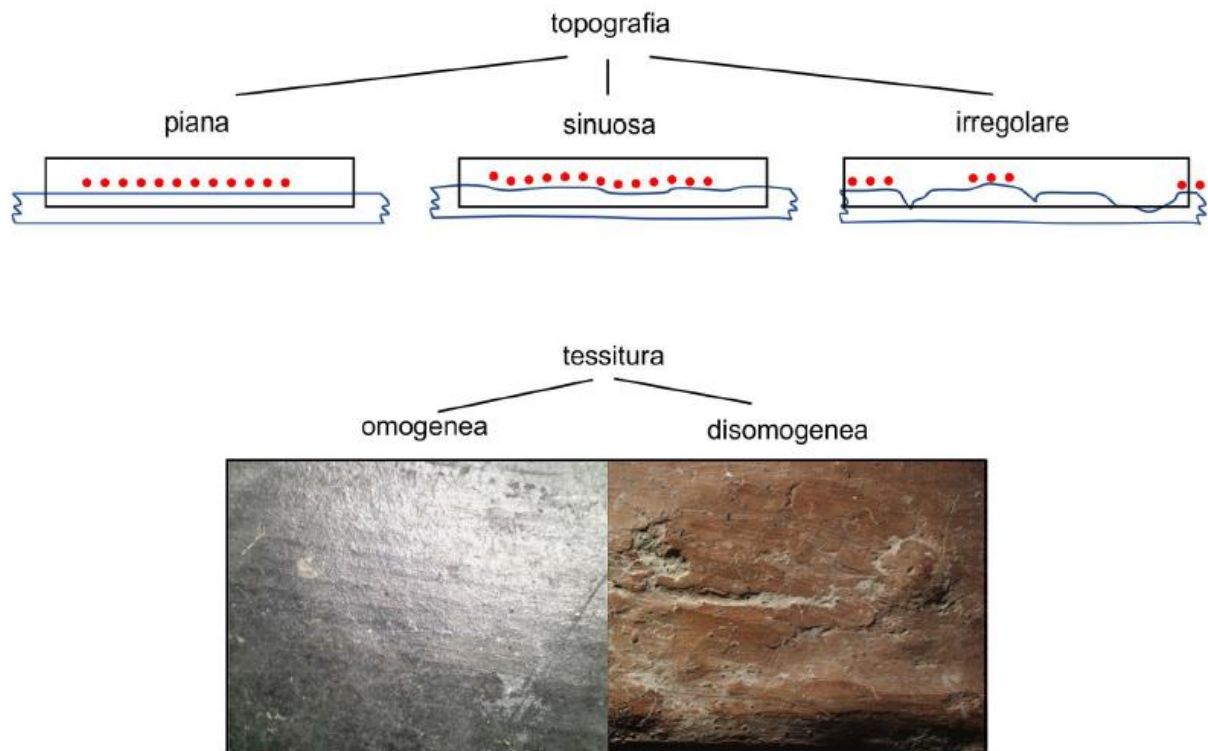 topografia
piana sinuosa irregolare
tessitura
omogenea disomogenea